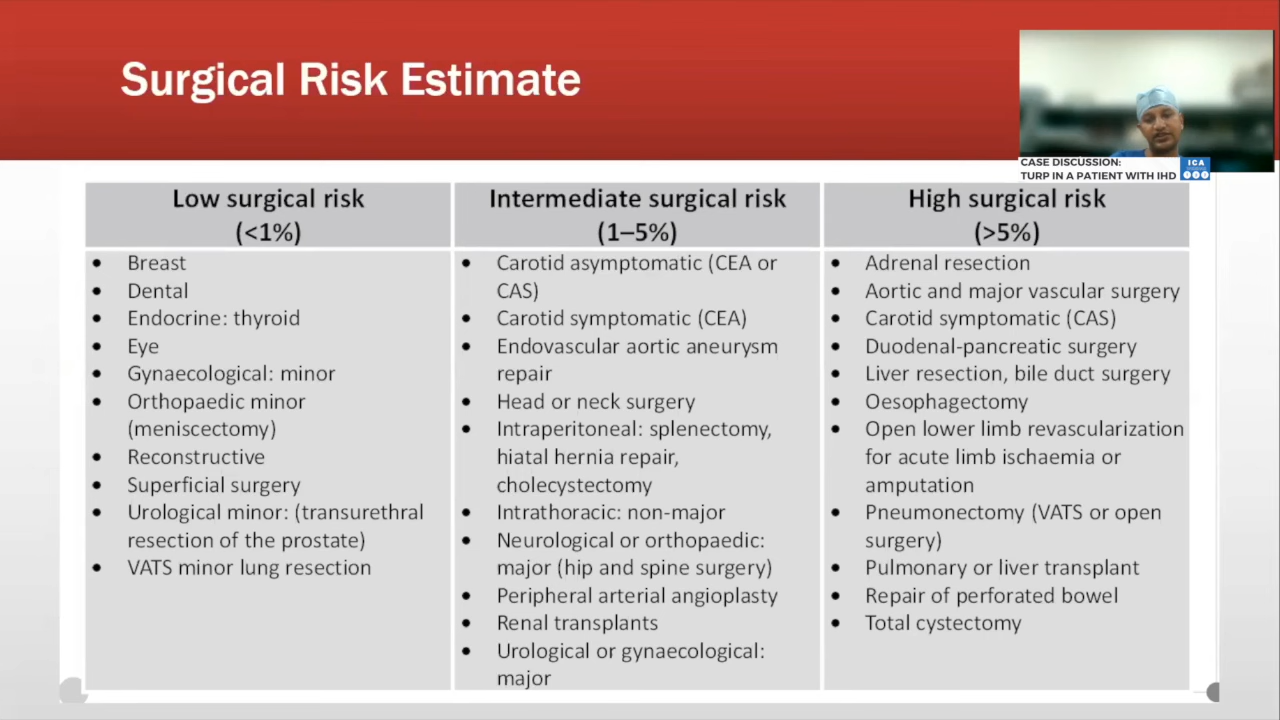 Surgical Risk Estimate
CASE DISCUSSION:
TURP IN A PATIENT WITH IHD
ICA
Low surgical risk
(<1%)
• Breast
• Dental
• Endocrine: thyroid
• Eye
• Gynaecological: minor
• Orthopaedic minor
(meniscectomy)
• Reconstructive
• Superficial surgery
• Urological minor: (transurethral
resection of the prostate)
• VATS minor lung resection
Intermediate surgical risk
(1–5%)
• Carotid asymptomatic (CEA or
CAS)
• Carotid symptomatic (CEA)
• Endovascular aortic aneurysm
repair
• Head or neck surgery
• Intraperitoneal: splenectomy,
hiatal hernia repair,
cholecystectomy
• Intrathoracic: non-major
• Neurological or orthopaedic:
major (hip and spine surgery)
• Peripheral arterial angioplasty
• Renal transplants
• Urological or gynaecological:
major
High surgical risk
(>5%)
• Adrenal resection
• Aortic and major vascular surgery
• Carotid symptomatic (CAS)
• Duodenal-pancreatic surgery
• Liver resection, bile duct surgery
• Oesophagectomy
• Open lower limb revascularization
for acute limb ischaemia or
amputation
• Pneumonectomy (VATS or open
surgery)
• Pulmonary or liver transplant
• Repair of perforated bowel
• Total cystectomy